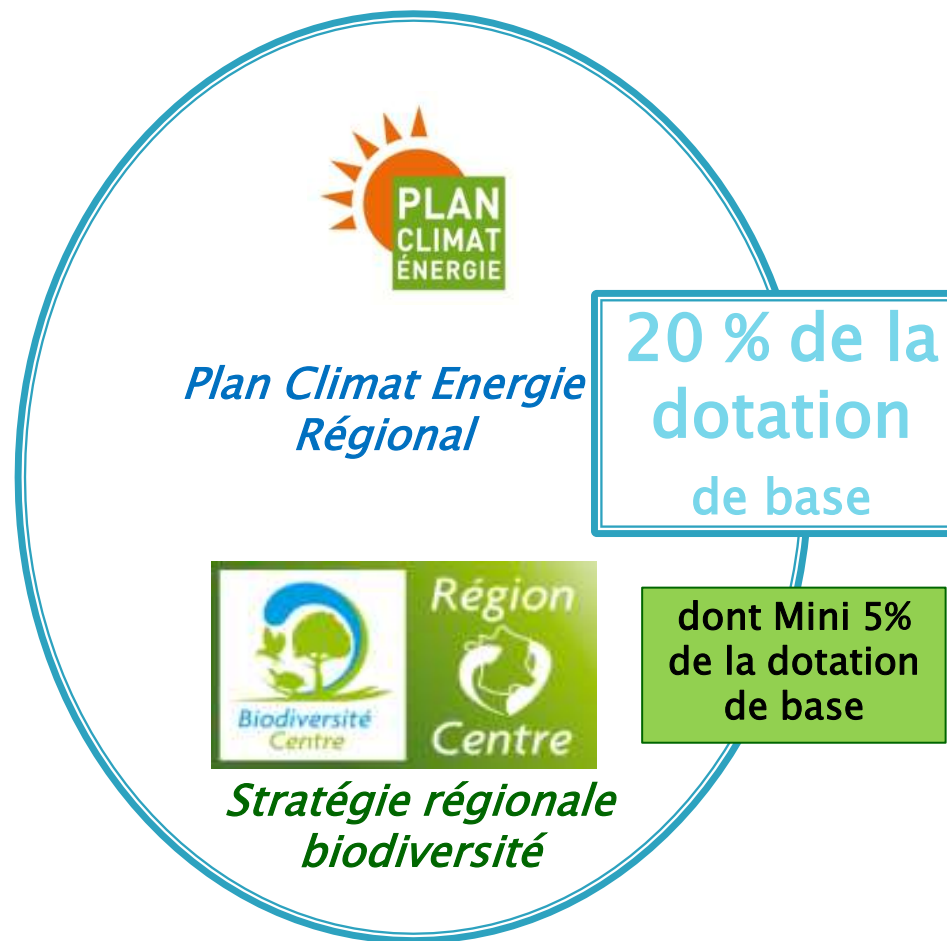 PLAN
CLIMAT
ÉNERGIE
20 % de la
dotation
de base
Plan Climat Energie
Régional
Biodiversité
Centre
Région
Centre
dont Mini 5%
de la dotation
de base
Stratégie régionale
biodiversité